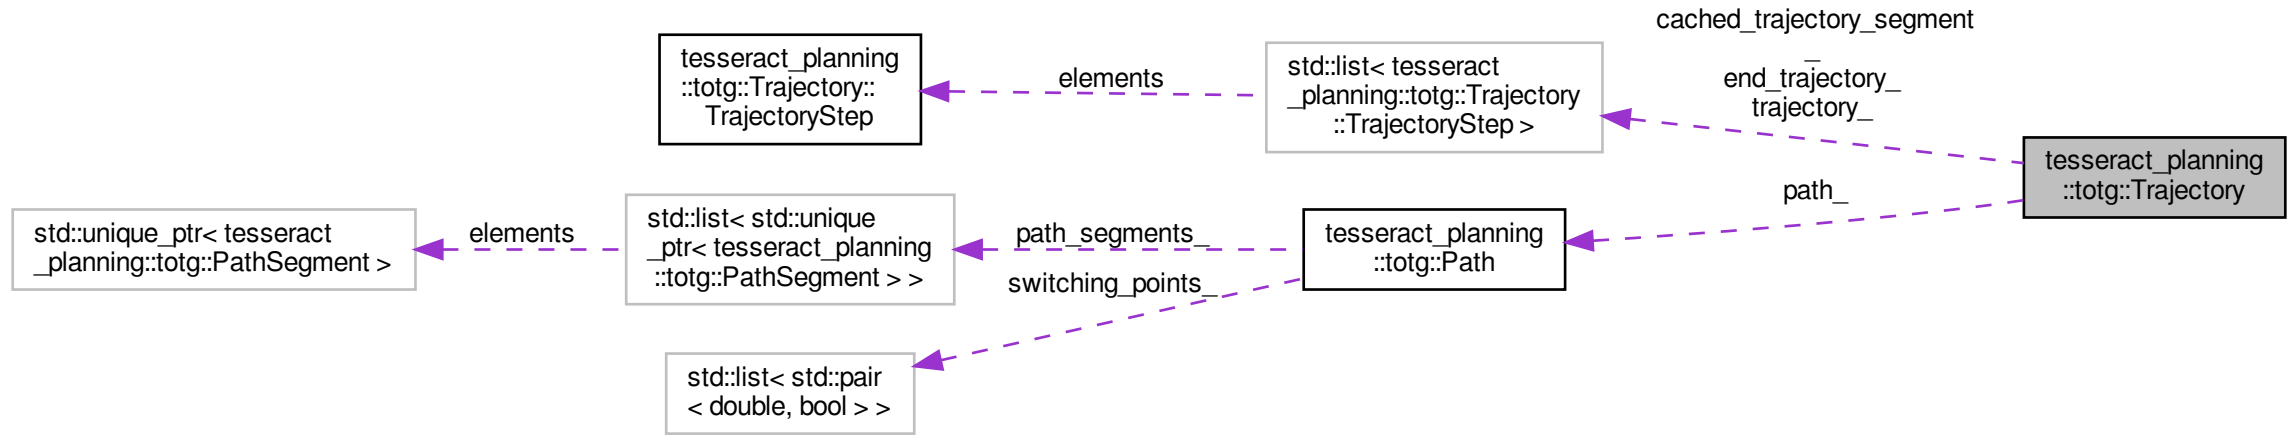 cached_trajectory_segment
_
end_trajectory_
trajectory_
tesseract_planning
::totg::Trajectory::
TrajectoryStep
elements
std::list< tesseract
_planning::totg::Trajectory
::TrajectoryStep >
tesseract_planning
::totg::Trajectory
path_
std::unique_ptr< tesseract
_planning::totg::PathSegment >
elements
std::list< std::unique
_ptr< tesseract_planning
::totg::PathSegment > >
path_segments_
switching_points_
tesseract_planning
::totg::Path
std::list< std::pair
< double, bool > >